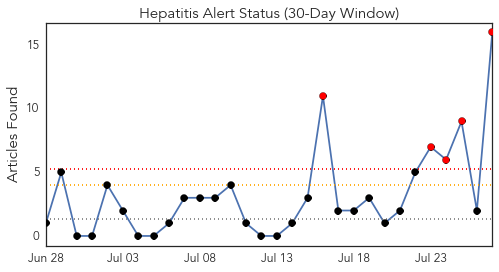 Hepatitis Alert Status (30-Day Window)
Articles Found
15
10
5
0
Jun 28 Jul 03 Jul 08 Jul 13 Jul 18 Jul 23